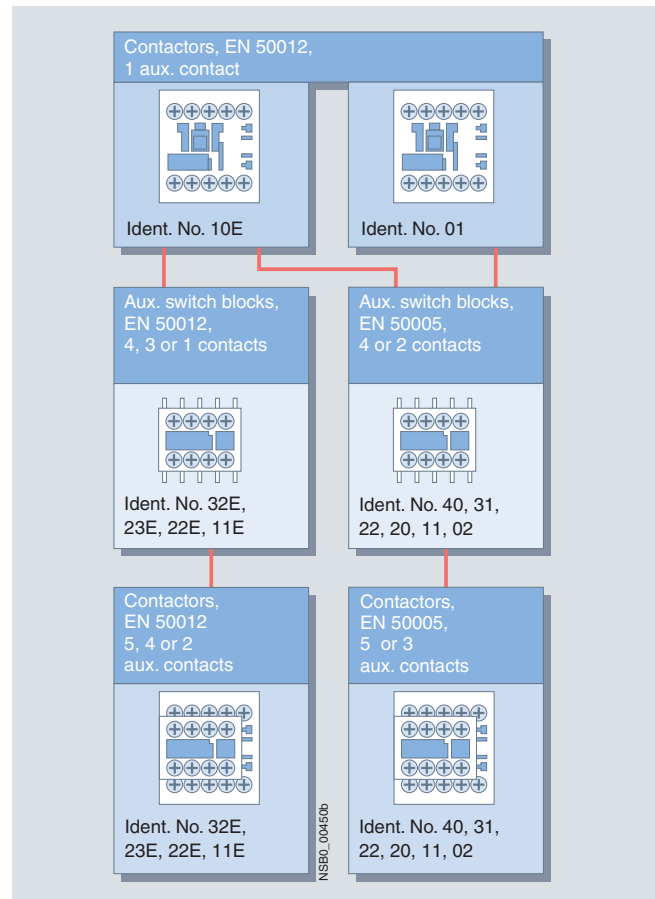 Contactors, EN 50012,
1 aux. contact
Ident. No. 10E
Ident. No. 01
Aux. switch blocks,
EN 50012,
4, 3 or 1 contacts
Ident. No. 32E,
23E, 22E, 11E
Aux. switch blocks,
EN 50005,
4 or 2 contacts
Ident. No. 40, 31,
22, 20, 11, 02
Contactors,
EN 50012
5, 4 or 2
aux. contacts
Ident. No. 32E,
23E, 22E, 11E
Contactors,
EN 50005,
5 or 3
aux. contacts
Ident. No. 40, 31,
22, 20, 11, 02
NSB0_00450b